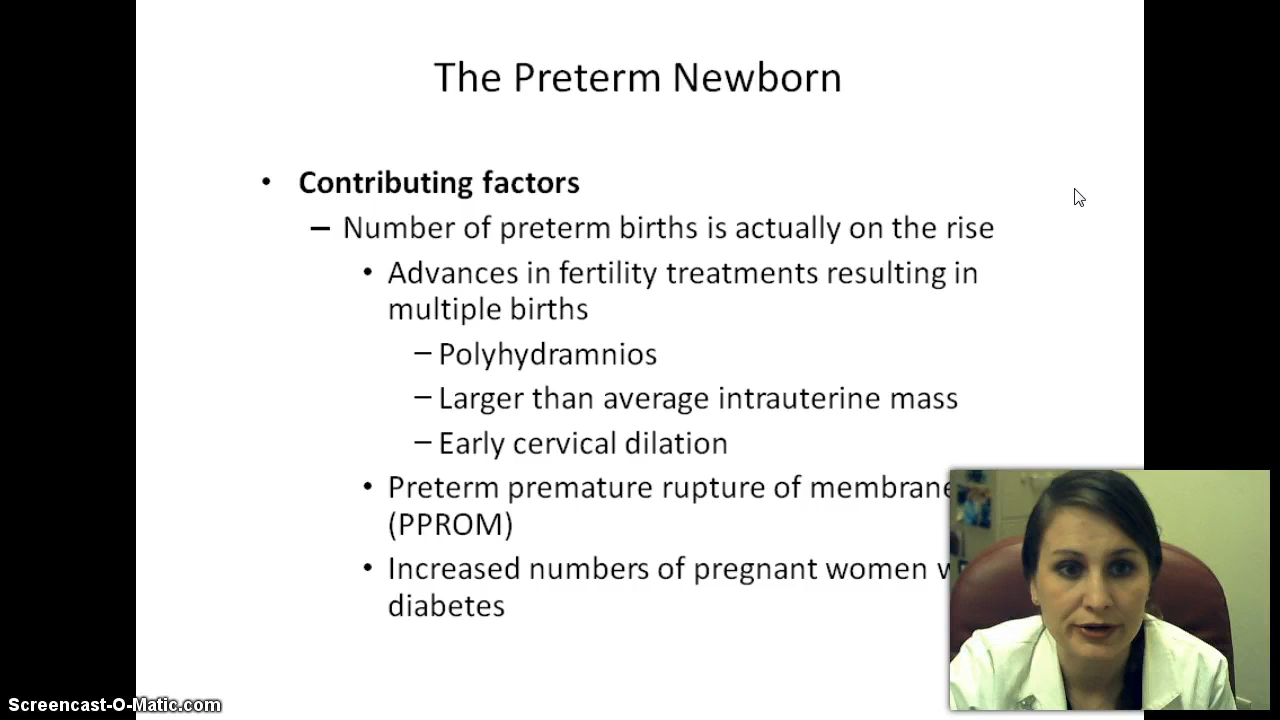 The Preterm Newborn
• Contributing factors
– Number of preterm births is actually on the rise
• Advances in fertility treatments resulting in
multiple births
– Polyhydramnios
– Larger than average intrauterine mass
– Early cervical dilation
• Preterm premature rupture of membrane
(PPROM)
• Increased numbers of pregnant women
diabetes
Screencast-O-Matic.com